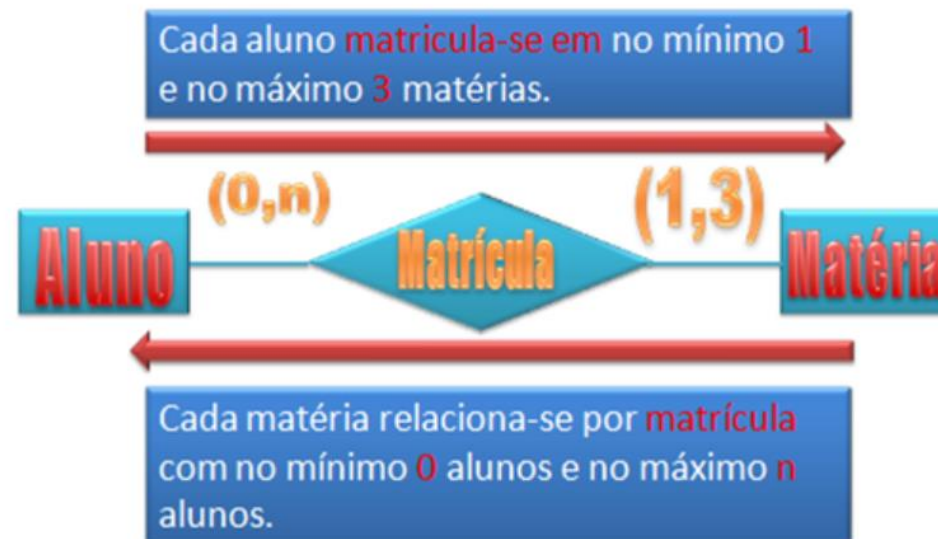 Cada aluno matricula-se em no mínimo 1
e no máximo 3 matérias.
(0,n)
(1,3)
Aluno
Matrícula
Matéria
Cada matéria relaciona-se por matrícula
com no mínimo 0 alunos e no máximo n
alunos.